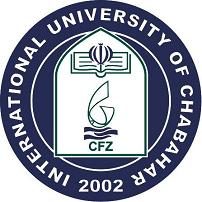 INTERNATIONAL UNIVERSITY OF CHABAHAR
CFZ
2002